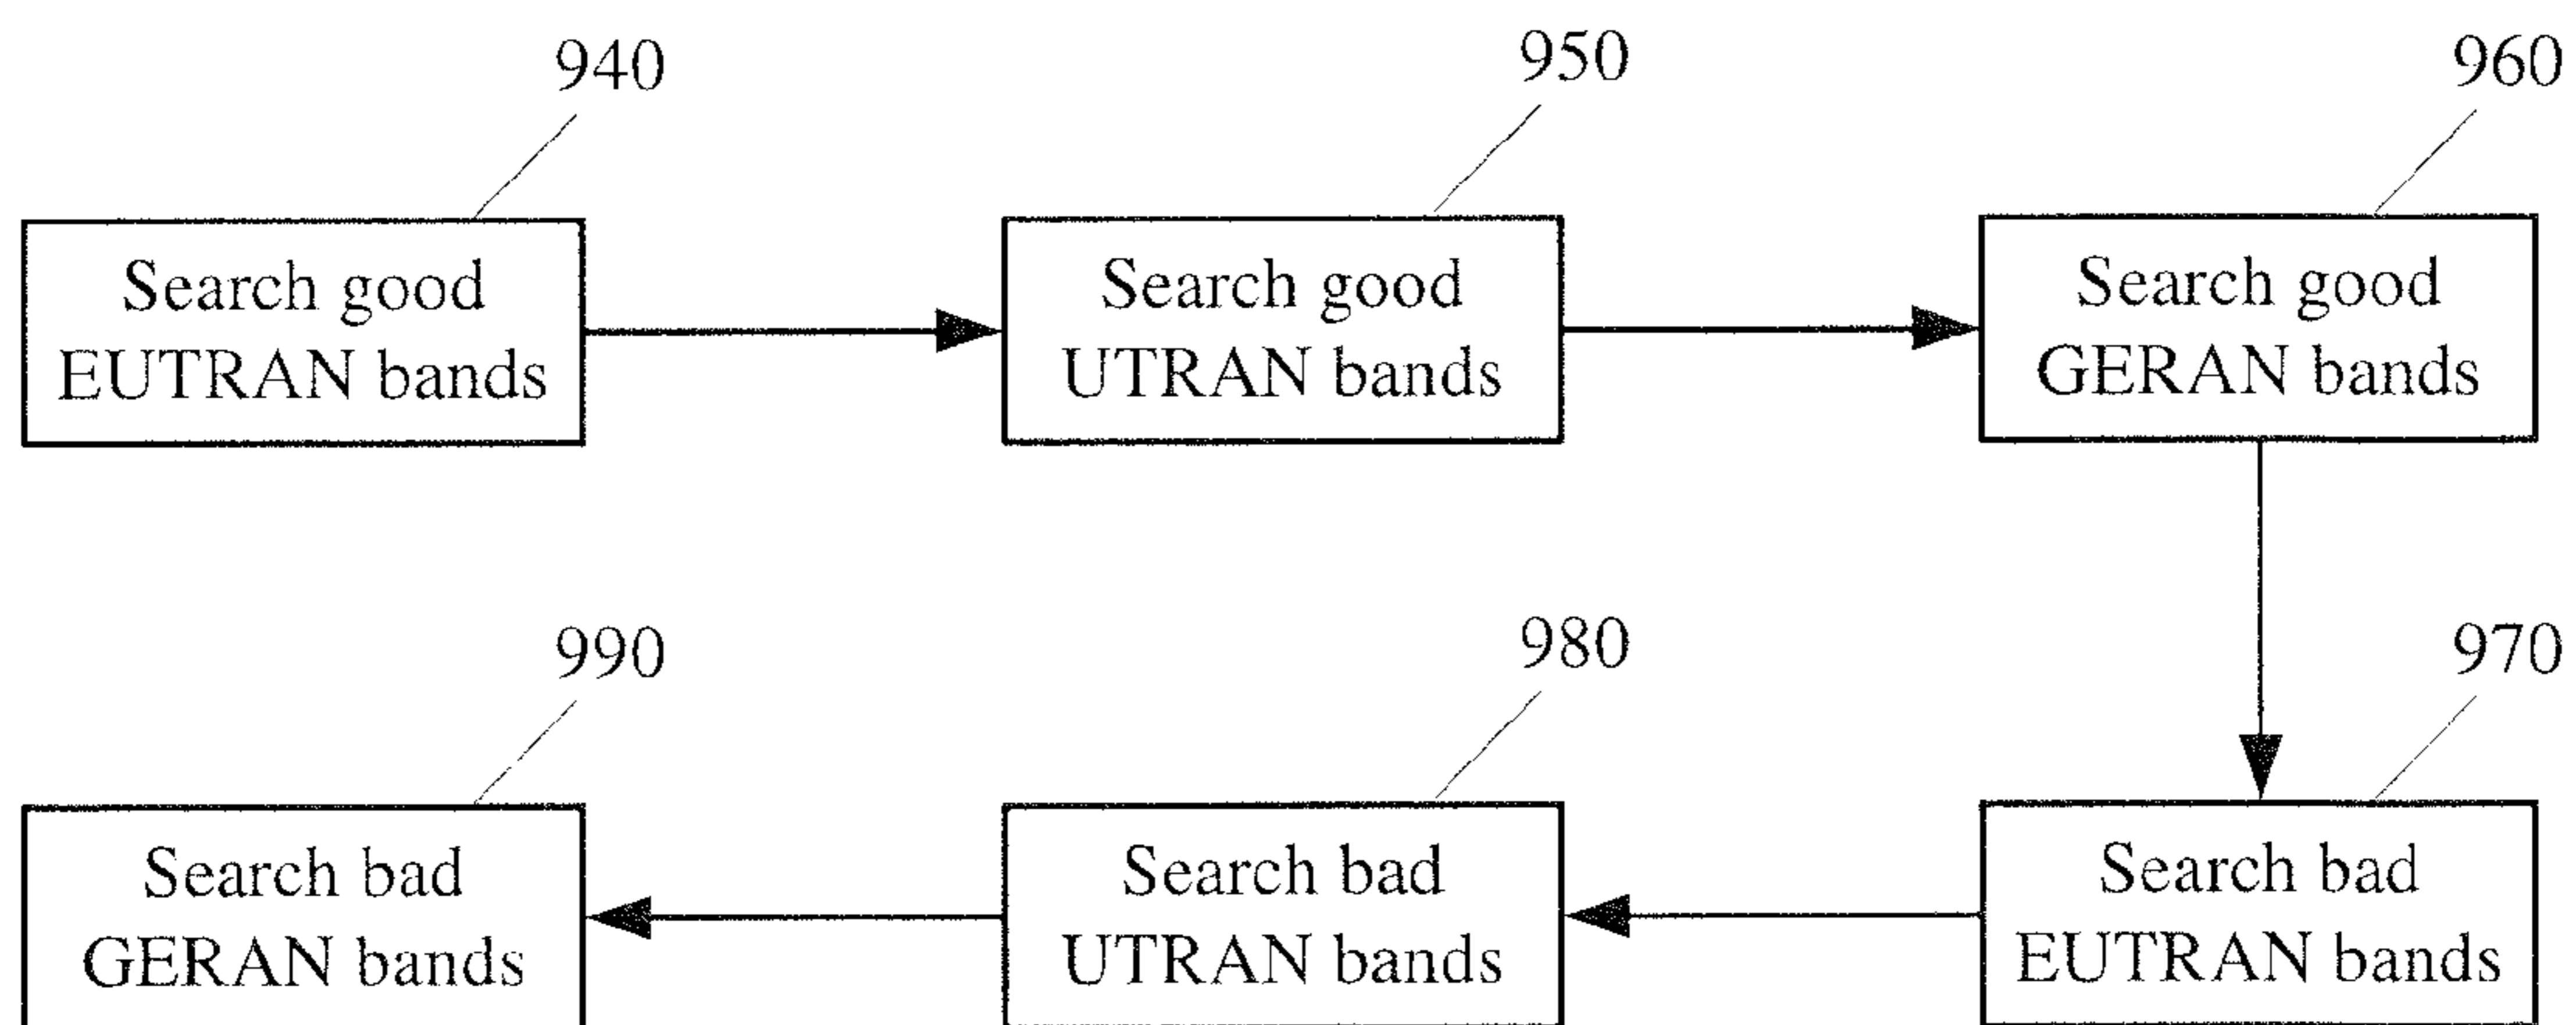 940
950
960
Search good
EUTRAN bands
Search good
UTRAN bands
Search good
GERAN bands
990
980
970
Search bad
GERAN bands
Search bad
UTRAN bands
Search bad
EUTRAN bands